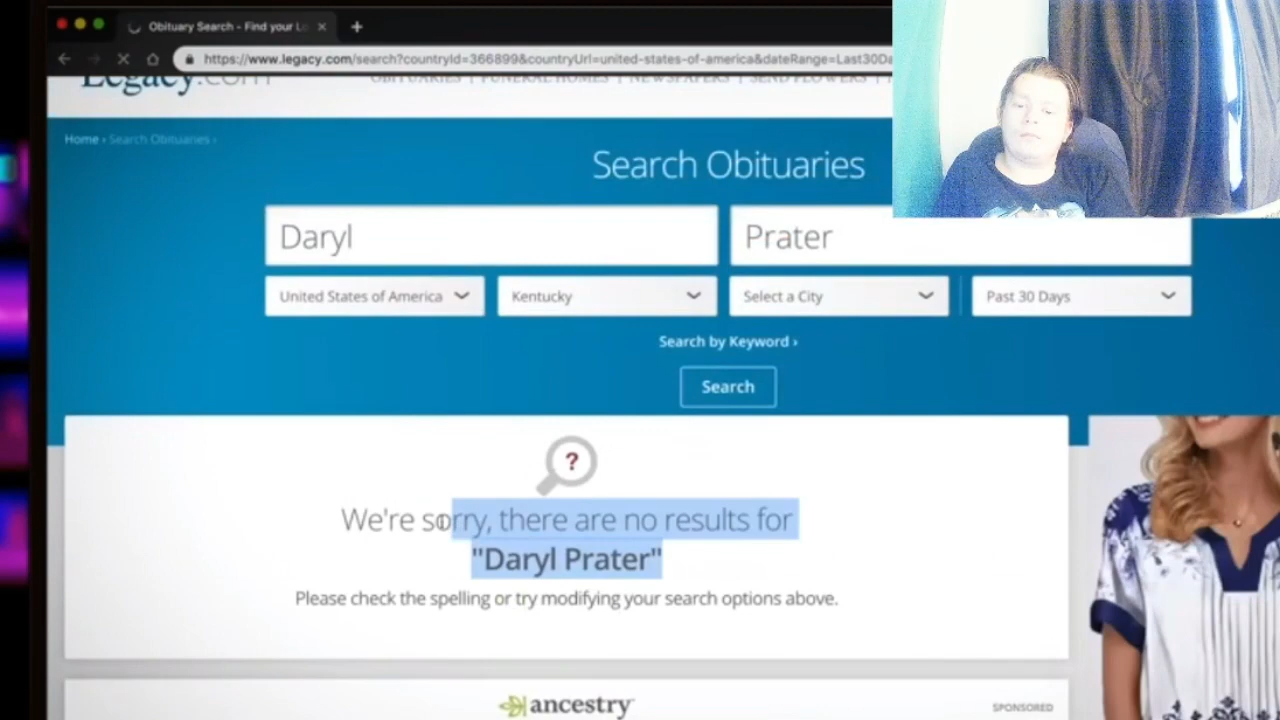 Obituary Search - Find your Lo
https://www.legacy.com/search?countryId=366899&countryUrl=united-states-of-america&dateRange=Last30Da
Legacy.com OBITUARIES | FUNERAL HOMES | NEWSPAPERS | SEND FLOWERS |
Home › Search Obituaries ›
Search Obituaries
Daryl Prater
United States of America Kentucky Select a City Past 30 Days
Search by Keyword ›
Search
?
We're sorry, there are no results for
"Daryl Prater"
Please check the spelling or try modifying your search options above.
ancestry SPONSORED